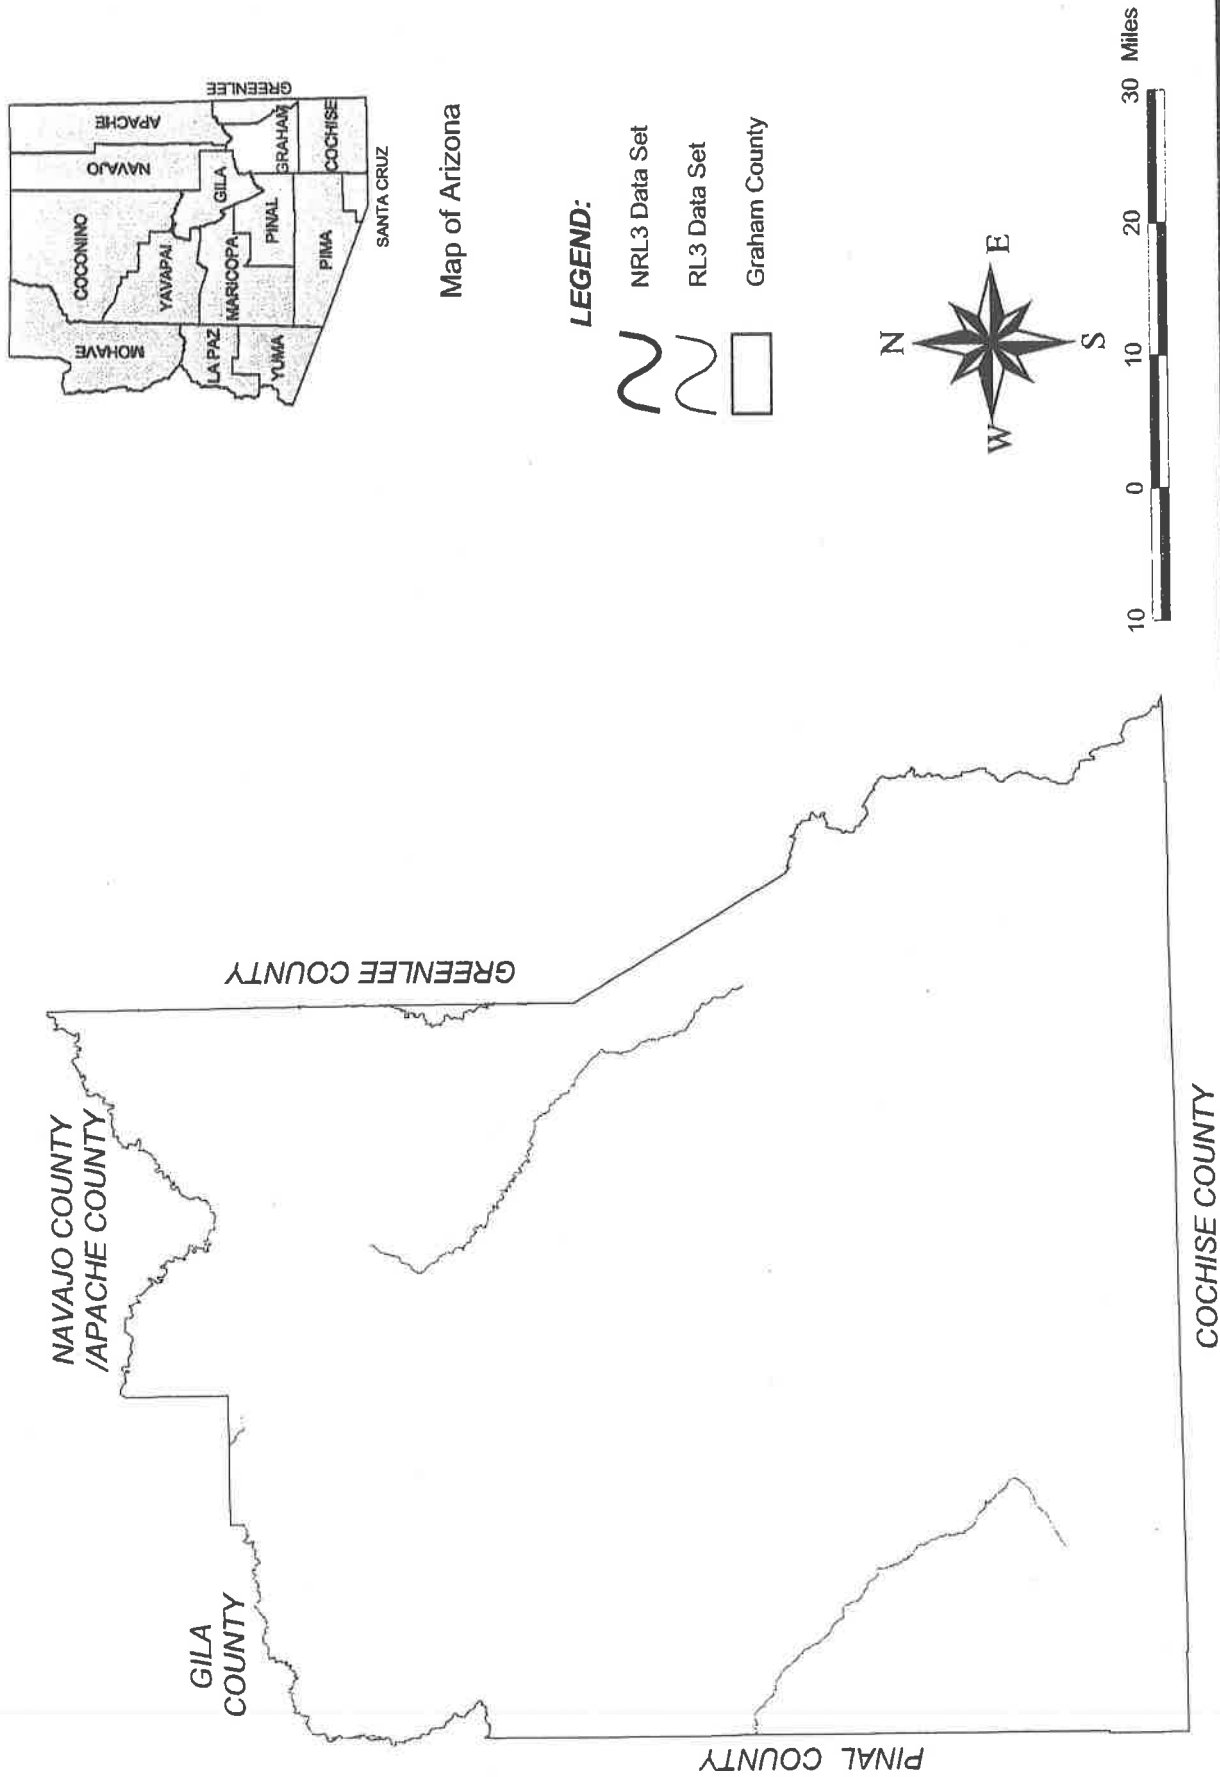 NAVAJO COUNTY
/APACHE COUNTY
GILA
COUNTY
GREENLEE COUNTY
PINAL COUNTY
COCHISE COUNTY
MOHAVE
COCONINO
NAVAJO
APACHE
YAVAPAI
LA PAZ
MARICOPA
GILA
GREENLEE
YUMA
PINAL
GRAHAM
PIMA
COCHISE
SANTA CRUZ
Map of Arizona
LEGEND:
NRL3 Data Set
RL3 Data Set
Graham County
N
W
E
S
10 0 10 20 30 Miles